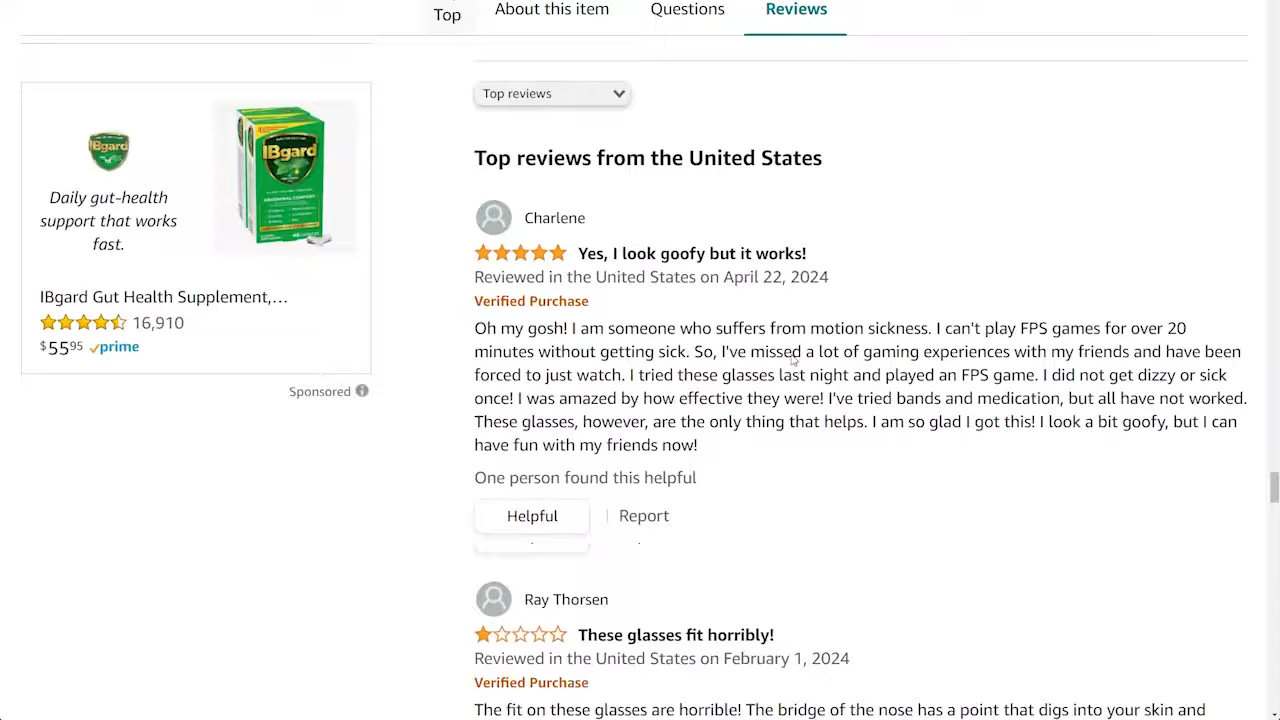 Top
About this item
Questions
Reviews
Top reviews
IBgard
Daily gut-health
support that works
fast.
IBgard
IBgard Gut Health Supplement,…
16,910
$55 95 prime
Sponsored
Top reviews from the United States
Charlene
Yes, I look goofy but it works!
Reviewed in the United States on April 22, 2024
Verified Purchase
Oh my gosh! I am someone who suffers from motion sickness. I can't play FPS games for over 20
minutes without getting sick. So, I've missed a lot of gaming experiences with my friends and have been
forced to just watch. I tried these glasses last night and played an FPS game. I did not get dizzy or sick
once! I was amazed by how effective they were! I've tried bands and medication, but all have not worked.
These glasses, however, are the only thing that helps. I am so glad I got this! I look a bit goofy, but I can
have fun with my friends now!
One person found this helpful
Helpful
Report
Ray Thorsen
These glasses fit horribly!
Reviewed in the United States on February 1, 2024
Verified Purchase
The fit on these glasses are horrible! The bridge of the nose has a point that digs into your skin and